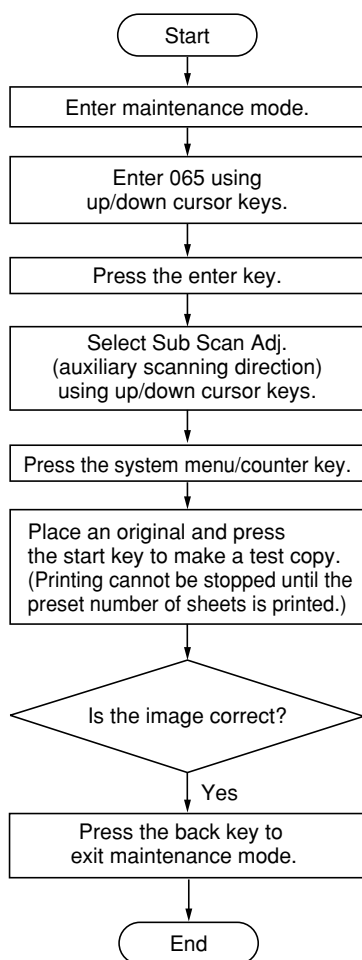 Start
Enter maintenance mode.
Enter 065 using
up/down cursor keys.
Press the enter key.
Select Sub Scan Adj.
(auxiliary scanning direction)
using up/down cursor keys.
Press the system menu/counter key.
Place an original and press
the start key to make a test copy.
(Printing cannot be stopped until the
preset number of sheets is printed.)
Is the image correct?
Yes
Press the back key to
exit maintenance mode.
End